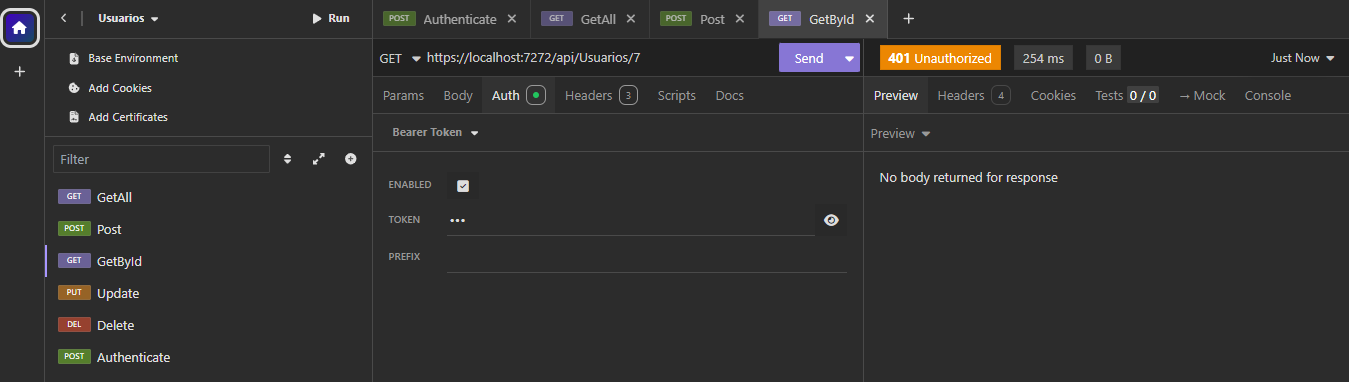 Usuarios
Run
Base Environment
Add Cookies
Add Certificates
Filter
GET GetAll
POST Post
GET GetById
PUT Update
DEL Delete
POST Authenticate
POST Authenticate
GET GetAll
POST Post
GET GetById
GET https://localhost:7272/api/Usuarios/7 Send
Params Body Auth Headers 3 Scripts Docs
Bearer Token
ENABLED
TOKEN •••
PREFIX
401 Unauthorized 254 ms 0 B Just Now
Preview Headers 4 Cookies Tests 0 / 0 → Mock Console
Preview
No body returned for response